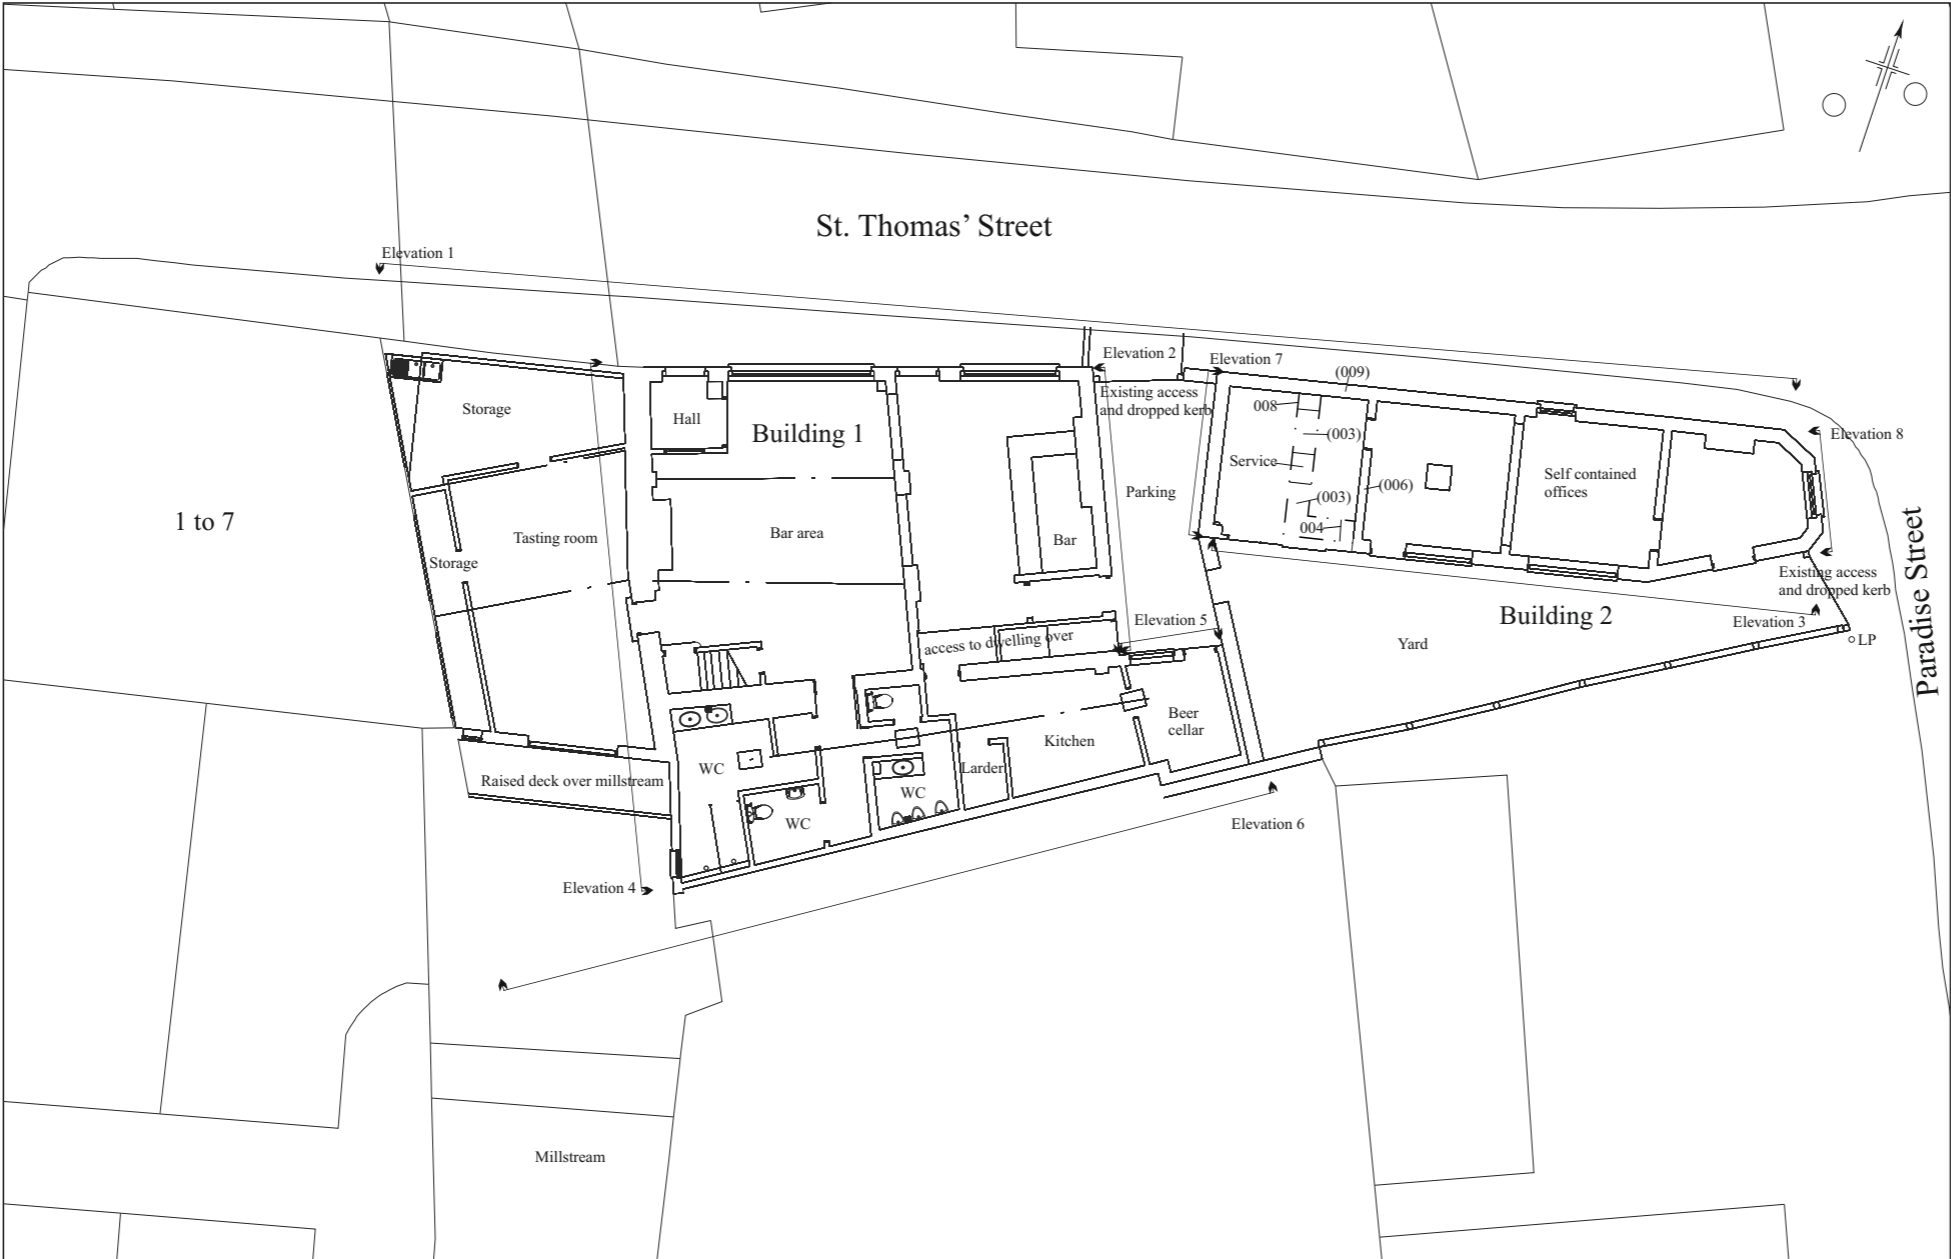 St. Thomas’ Street
Elevation 1
Elevation 2
Elevation 7
(009)
Existing access
and dropped kerb
008
Storage
Hall
Building 1
(003)
Elevation 8
Service
Self contained
offices
(006)
Parking
(003)
1 to 7
004
Tasting room
Bar area
Bar
Storage
Paradise Street
Existing access
and dropped kerb
Building 2
Elevation 5
Elevation 3
access to dwelling over
Yard
LP
Beer
cellar
Kitchen
WC
Larder
Raised deck over millstream
WC
WC
Elevation 6
Elevation 4
Millstream